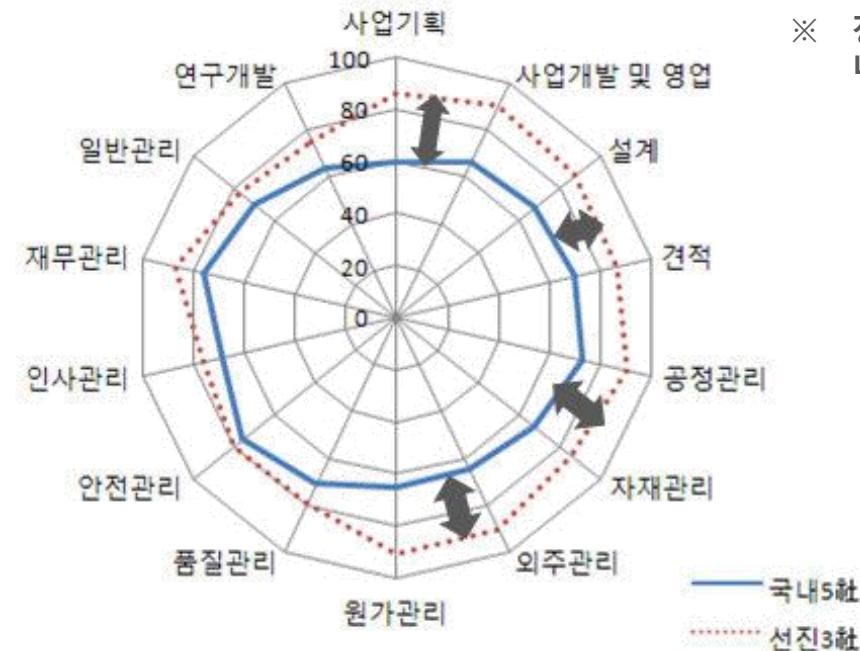 사업기획
※
100
연구개발
사업개발 및 영업
80
일반관리
설계
60
40
재무관리
견적
20
0
인사관리
공정관리
안전관리
자재관리
품질관리
외주관리
원가관리
국내5社
선진3社